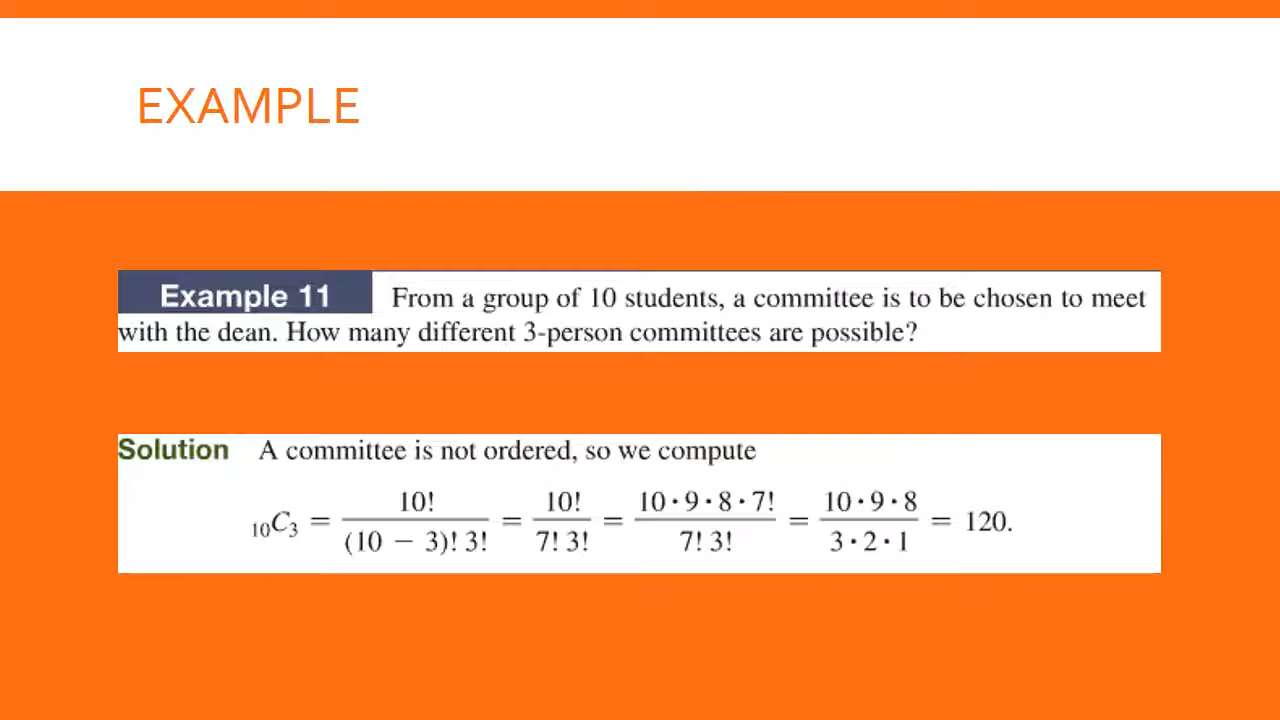 EXAMPLE
Example 11 From a group of 10 students, a committee is to be chosen to meet
with the dean. How many different 3-person committees are possible?
Solution A committee is not ordered, so we compute
₁₀C₃ = 10! / (10 − 3)! 3! = 10! / 7! 3! = 10 · 9 · 8 · 7! / 7! 3! = 10 · 9 · 8 / 3 · 2 · 1 = 120.